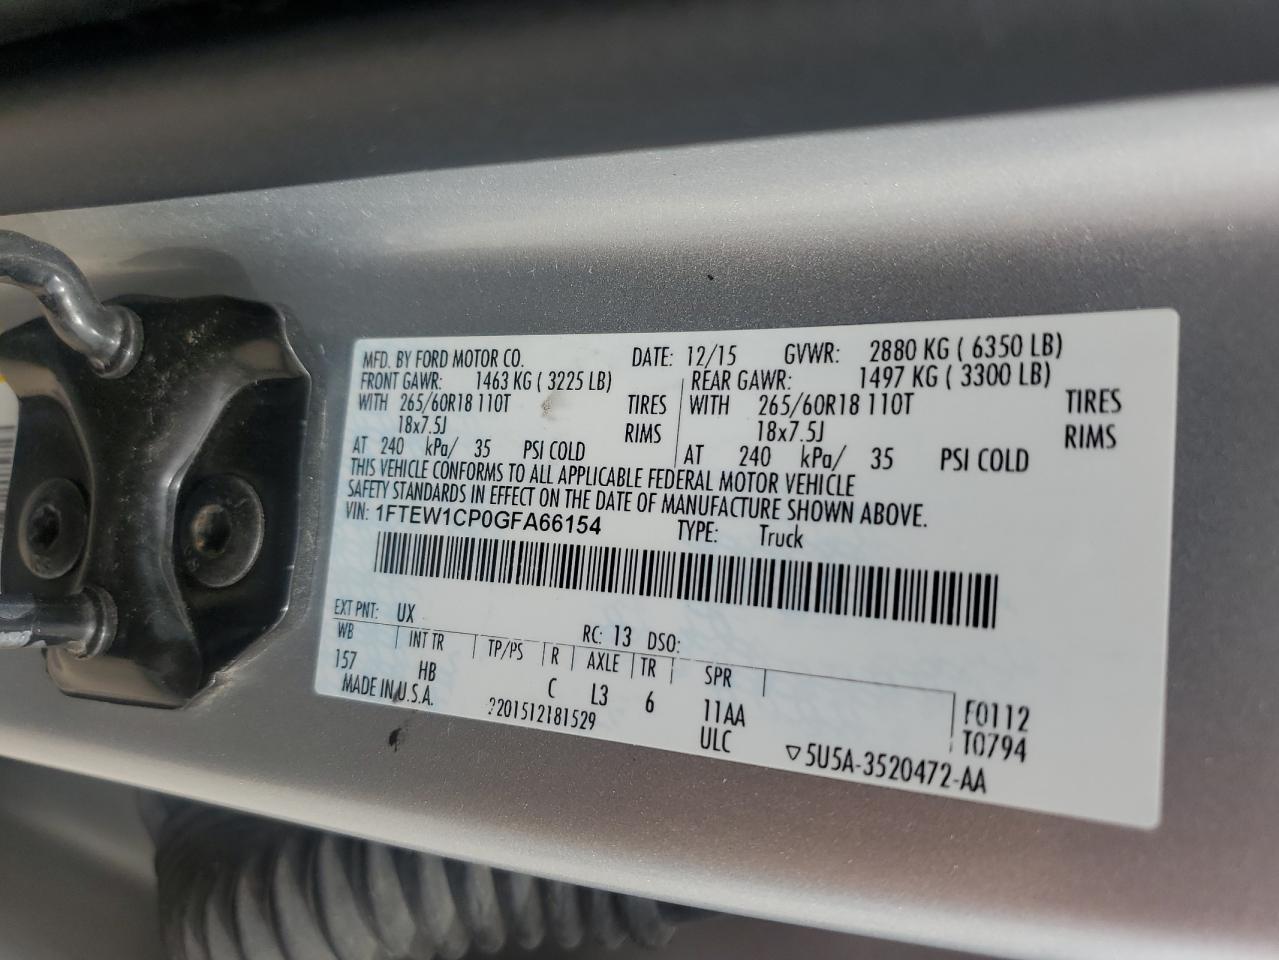 MFD. BY FORD MOTOR CO. DATE: 12/15 GVWR: 2880 KG ( 6350 LB)
FRONT GAWR: 1463 KG ( 3225 LB) REAR GAWR: 1497 KG ( 3300 LB)
WITH 265/60R18 110T TIRES WITH 265/60R18 110T TIRES
18x7.5J RIMS 18x7.5J RIMS
AT 240 kPa/ 35 PSI COLD AT 240 kPa/ 35 PSI COLD
THIS VEHICLE CONFORMS TO ALL APPLICABLE FEDERAL MOTOR VEHICLE
SAFETY STANDARDS IN EFFECT ON THE DATE OF MANUFACTURE SHOWN ABOVE.
VIN: 1FTEW1CP0GFA66154 TYPE: Truck
EXT PNT: UX RC: 13 DSO:
WB INT TR TP/PS R AXLE TR SPR
157 HB C L3 6 11AA F0112
MADE IN U.S.A. ULC T0794
▽5U5A-3520472-AA